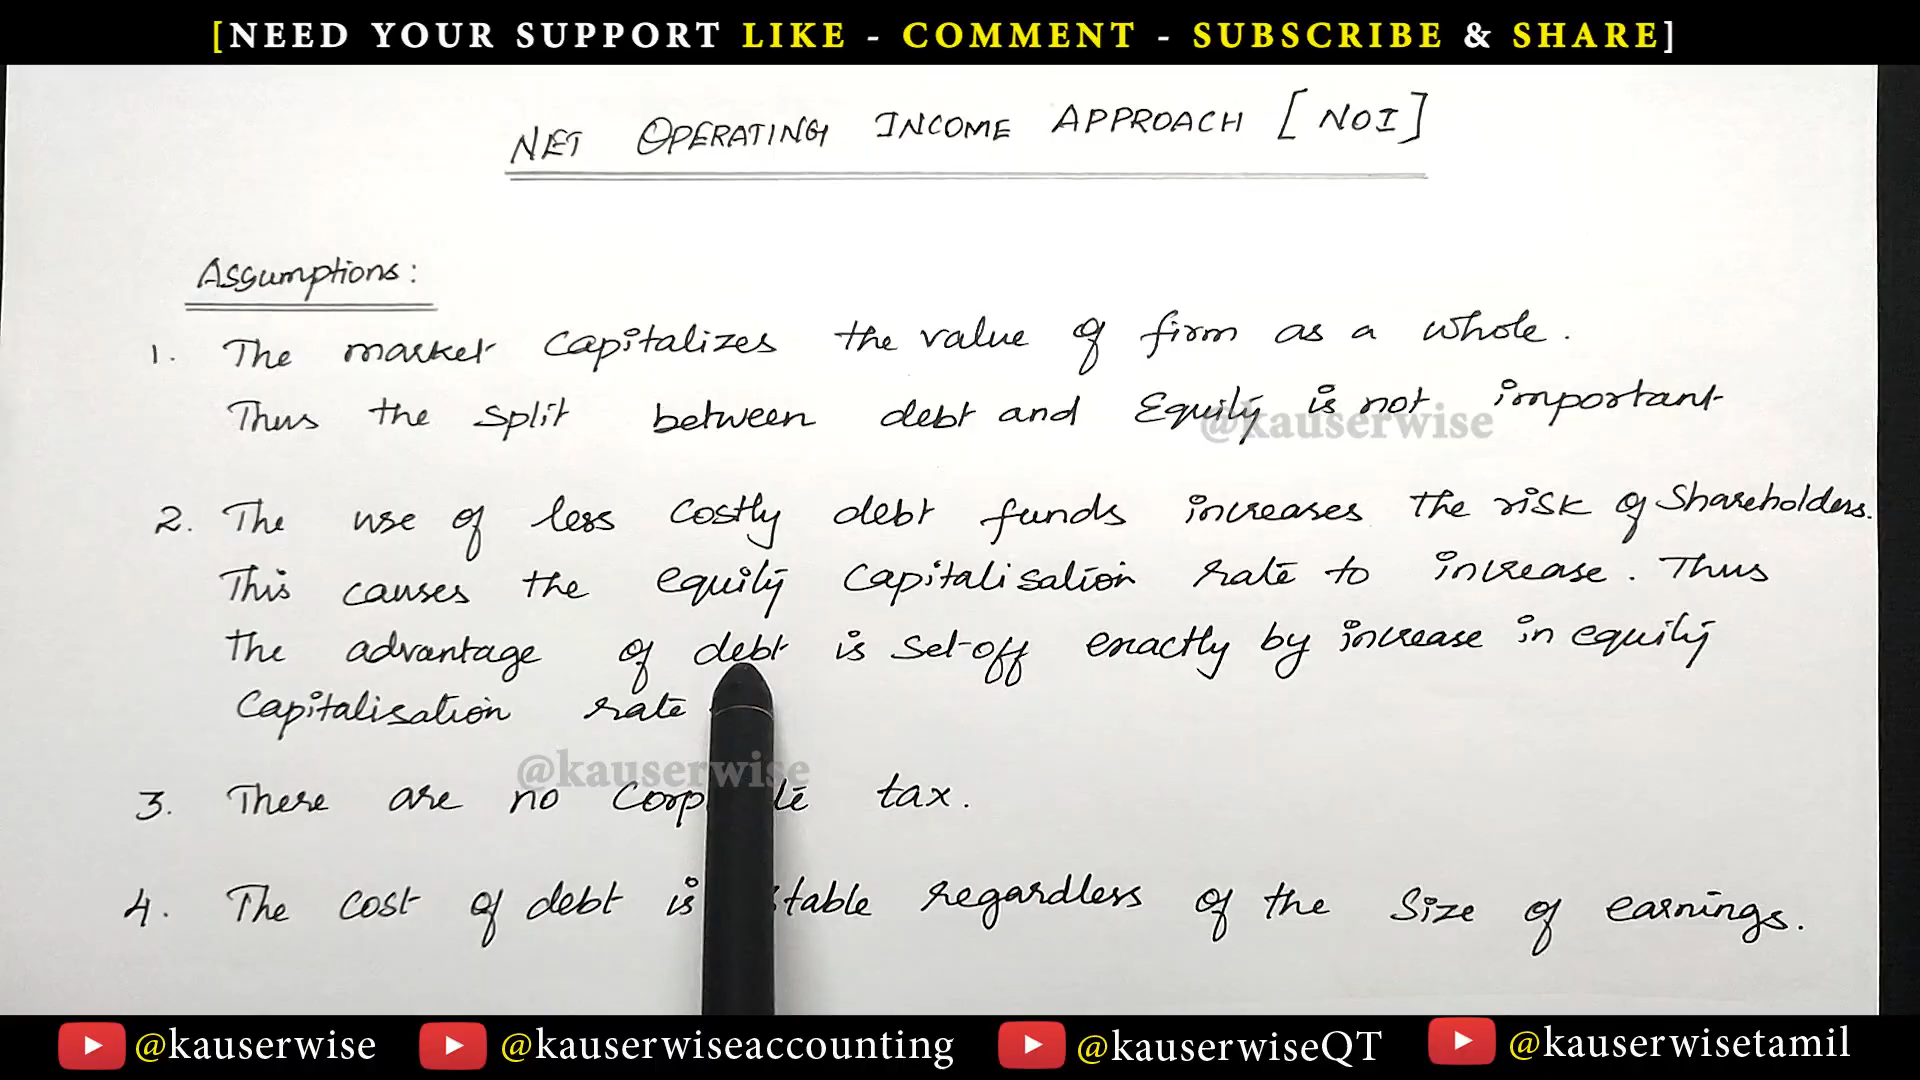 [NEED YOUR SUPPORT LIKE - COMMENT - SUBSCRIBE & SHARE]
NET OPERATING INCOME APPROACH [NOI]
Assumptions:
1. The market capitalizes the value of firm as a whole.
Thus the split between debt and Equity is not important
@kauserwise
2. The use of less costly debt funds increases the risk of Shareholders.
This causes the equity capitalisation rate to increase. Thus
the advantage of debt is set-off exactly by increase in equity
Capitalisation rate
@kauserwise
3. There are no tax.
4. The cost of debt is regardless of the size of earnings.
@kauserwise @kauserwiseaccounting @kauserwiseQT @kauserwisetamil